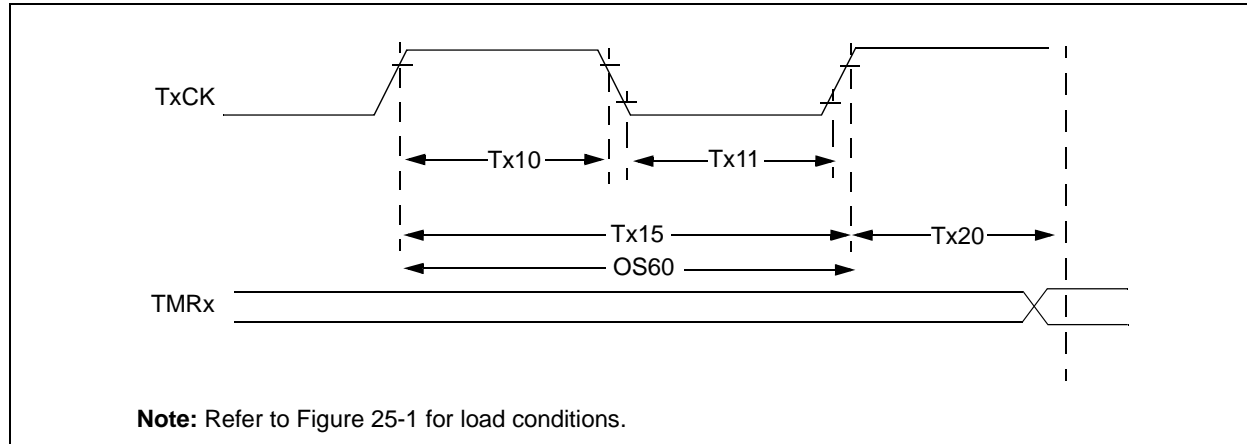 TxCK
Tx10
Tx11
Tx15
Tx20
OS60
TMRx
Note: Refer to Figure 25-1 for load conditions.